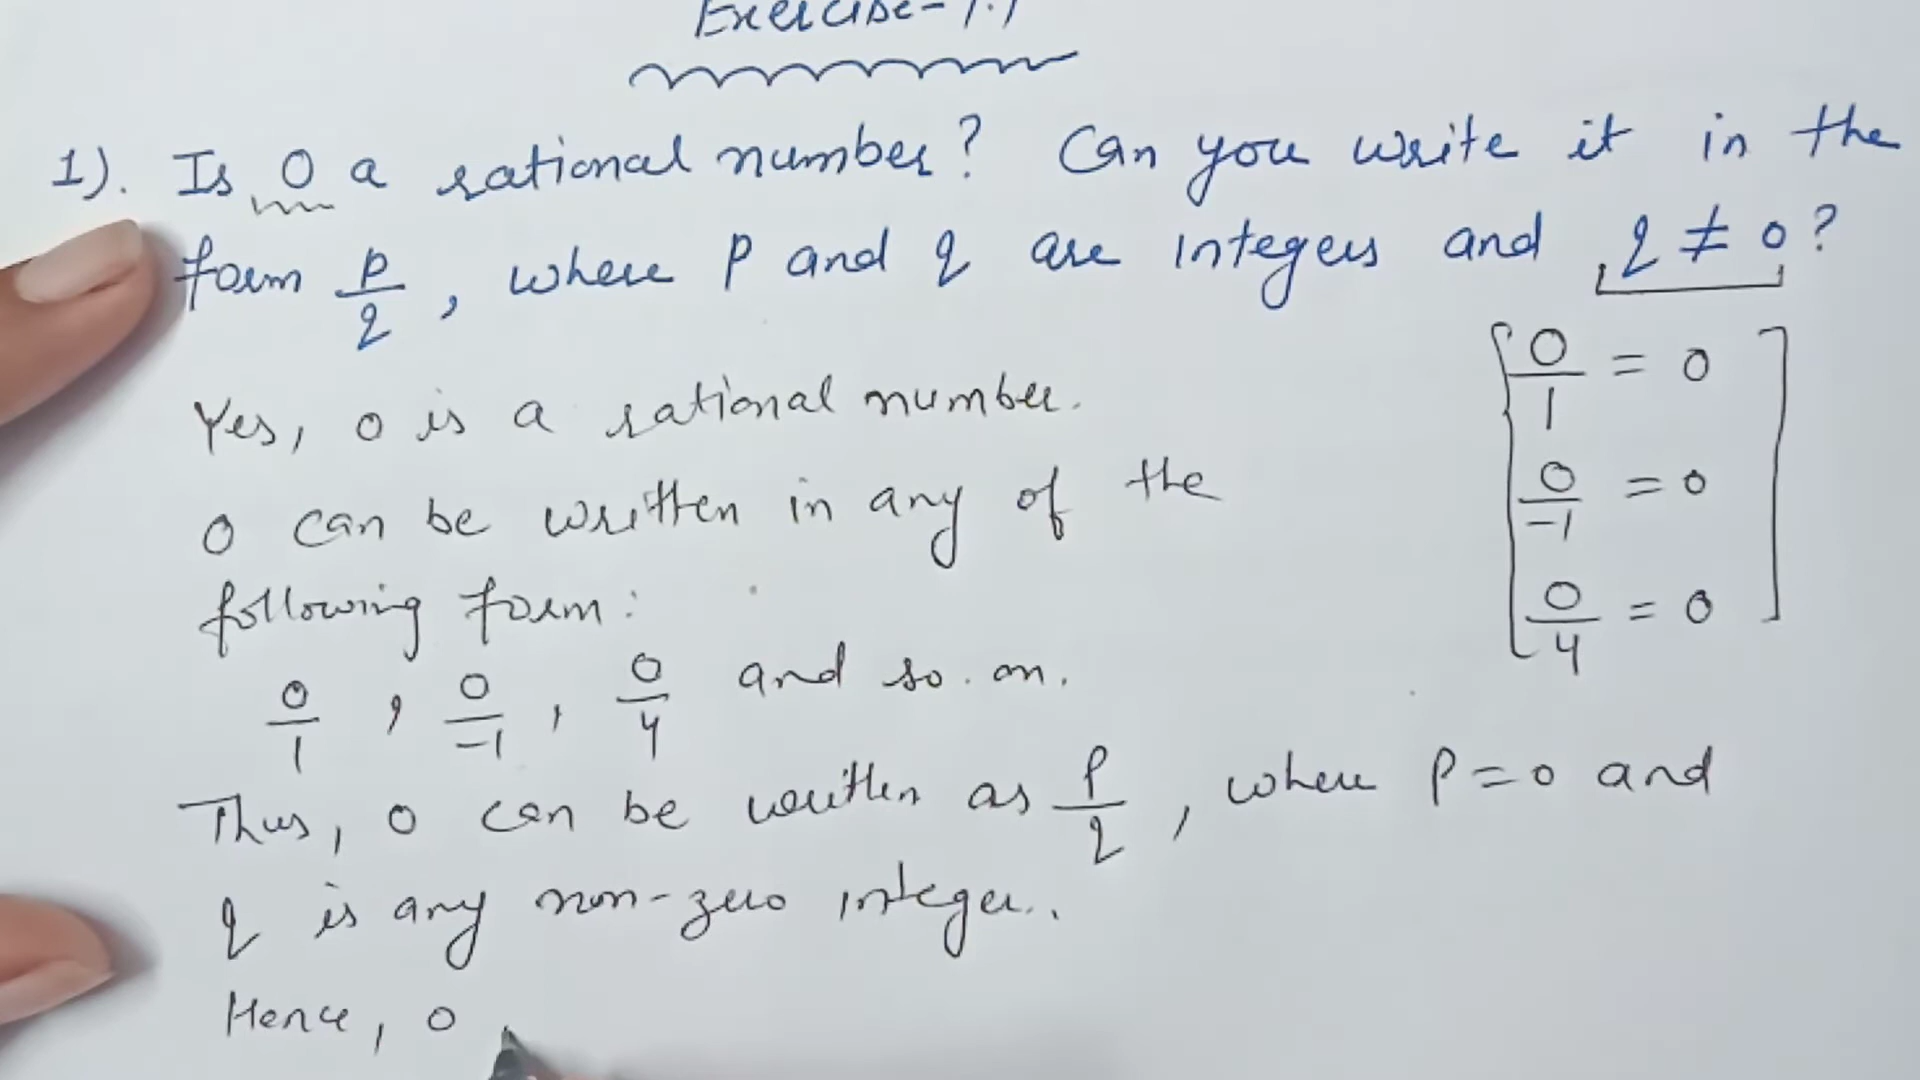 Exercise-1.1
1). Is 0 a rational number? Can you write it in the
form p/q, where p and q are integers and q ≠ 0?
0/1 = 0
0/-1 = 0
0/4 = 0
Yes, 0 is a rational number.
0 can be written in any of the
following form:
0/1, 0/-1, 0/4 and so on.
Thus, 0 can be written as p/q, where p=0 and
q is any non-zero integer.
Hence, 0